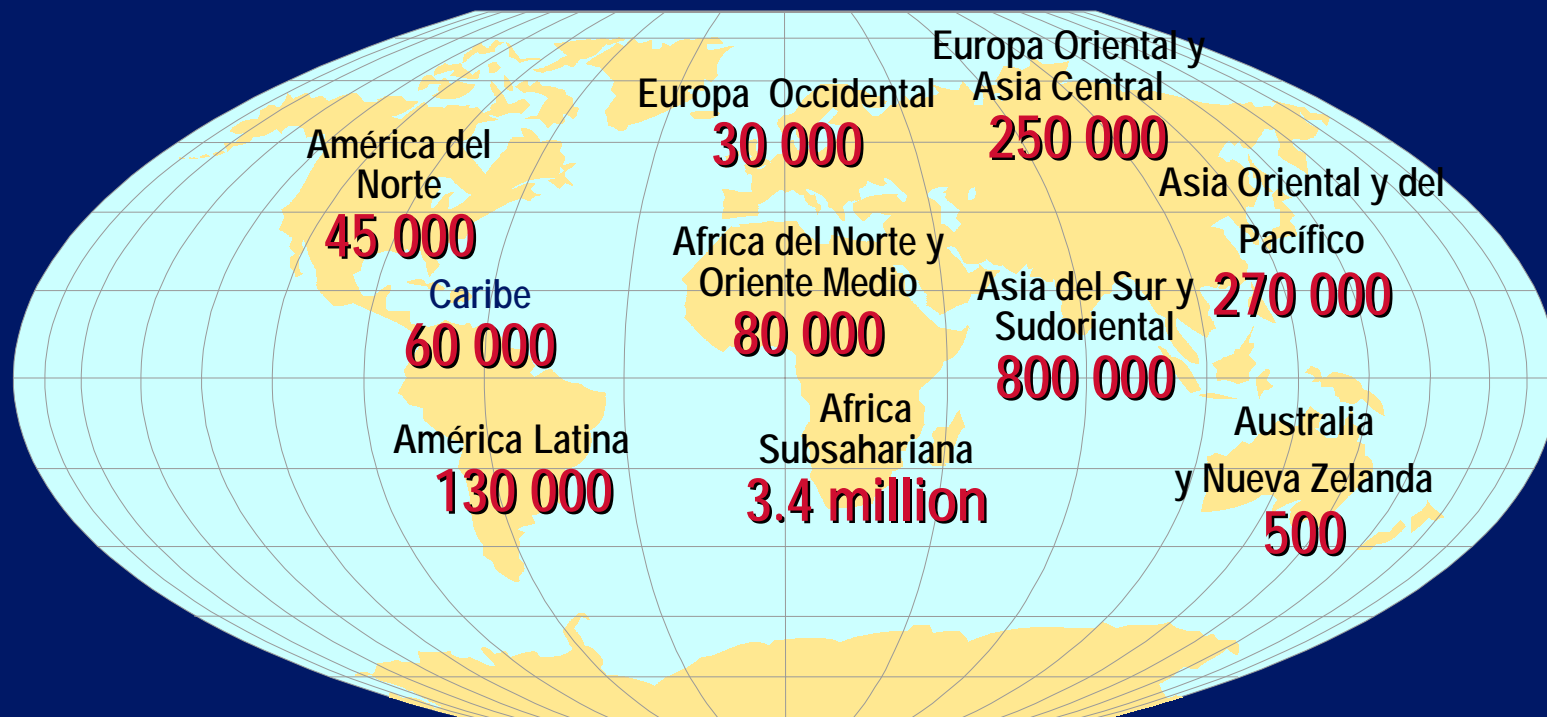 Europa Oriental y
Asia Central
250 000
Europa Occidental
30 000
América del
Norte
45 000
Asia Oriental y del
Pacífico
270 000
Africa del Norte y
Oriente Medio
80 000
Asia del Sur y
Sudoriental
800 000
Caribe
60 000
Africa
Subsahariana
3.4 million
América Latina
130 000
Australia
y Nueva Zelanda
500